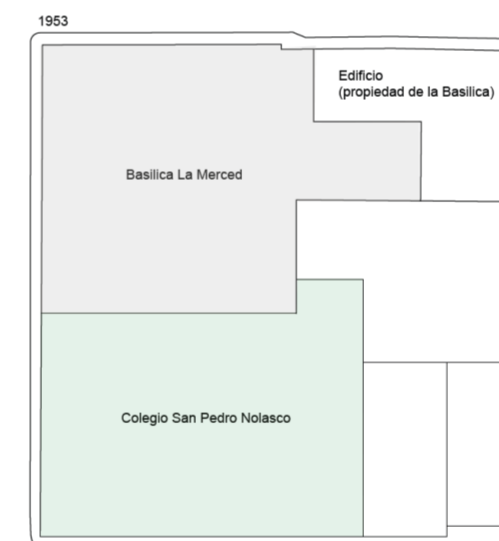 1953
Edificio
(propiedad de la Basilica)
Basilica La Merced
Colegio San Pedro Nolasco